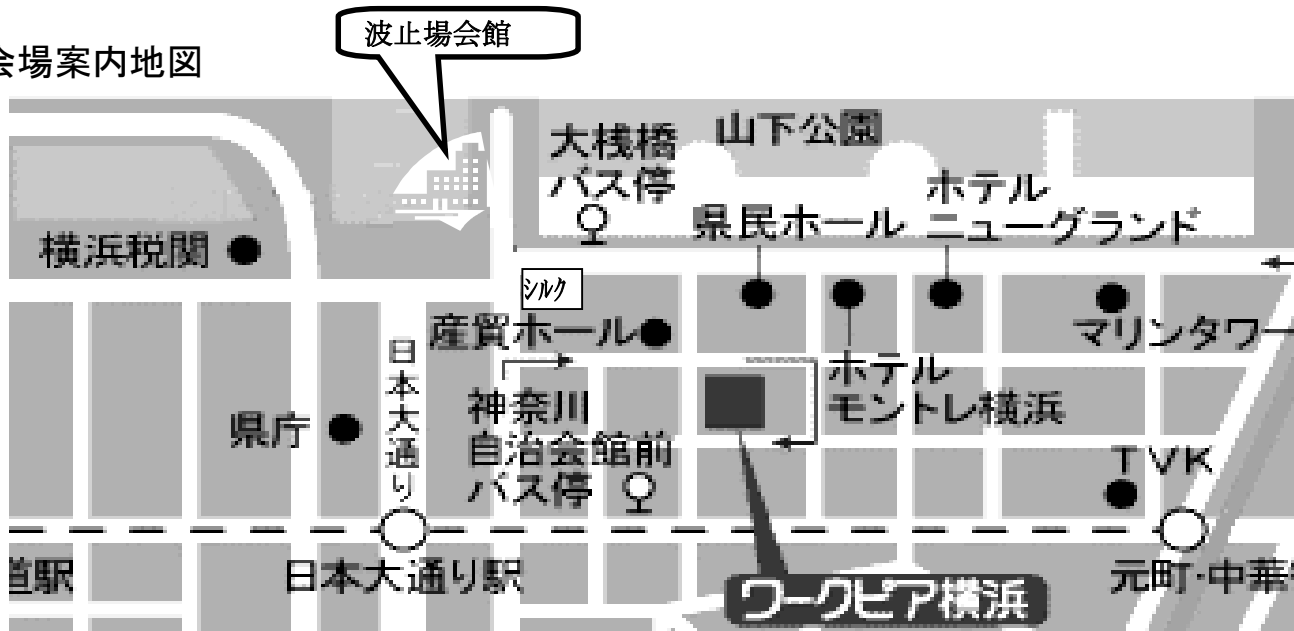 波止場会館
会場案内地図
大桟橋
バス停
山下公園
ホテル
ニューグランド
県民ホール
横浜税関
シルク
産貿ホール
マリンタワー
日本大通り
ホテル
モントレ横浜
神奈川
自治会館前
バス停
県庁
TVK
道駅
日本大通り駅
元町・中華
ワークピア横浜